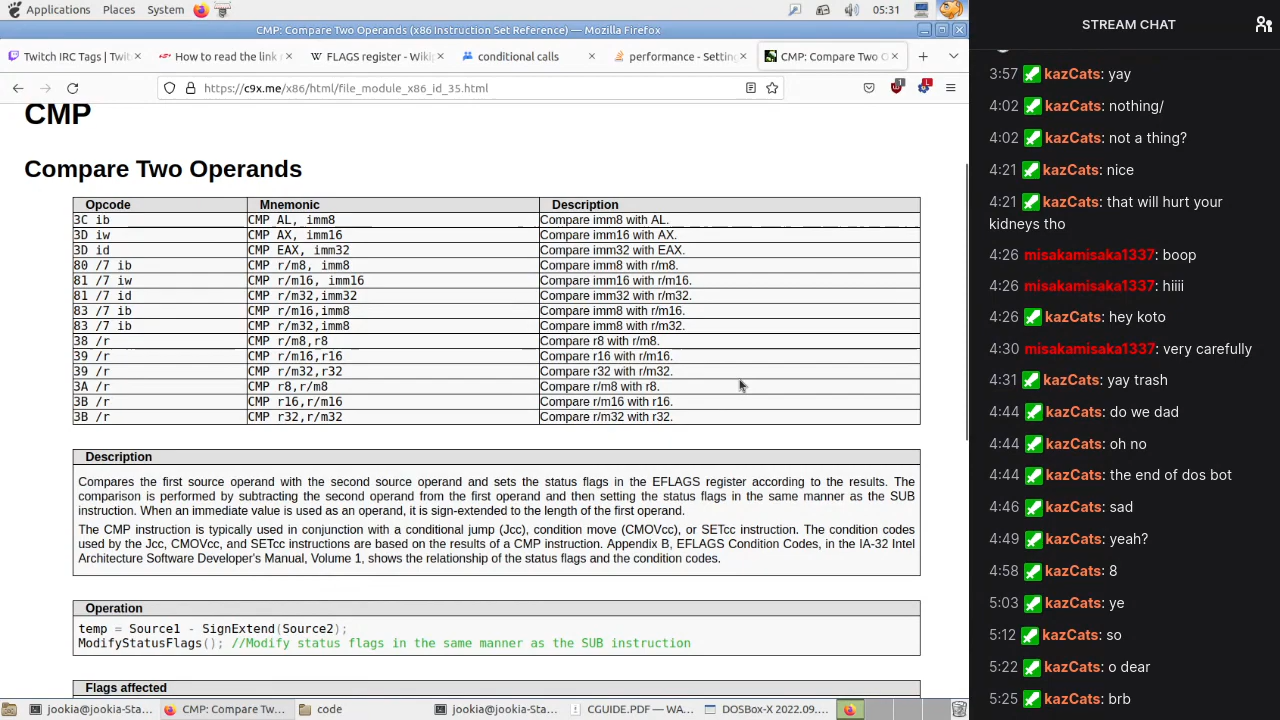 Applications Places System 05:31
CMP: Compare Two Operands (x86 Instruction Set Reference) — Mozilla Firefox
Twitch IRC Tags | Twit How to read the link r FLAGS register - Wiki conditional calls performance - Setting CMP: Compare Two O
https://c9x.me/x86/html/file_module_x86_id_35.html
CMP
Compare Two Operands
Opcode Mnemonic Description
3C ib CMP AL, imm8 Compare imm8 with AL.
3D iw CMP AX, imm16 Compare imm16 with AX.
3D id CMP EAX, imm32 Compare imm32 with EAX.
80 /7 ib CMP r/m8, imm8 Compare imm8 with r/m8.
81 /7 iw CMP r/m16, imm16 Compare imm16 with r/m16.
81 /7 id CMP r/m32,imm32 Compare imm32 with r/m32.
83 /7 ib CMP r/m16,imm8 Compare imm8 with r/m16.
83 /7 ib CMP r/m32,imm8 Compare imm8 with r/m32.
38 /r CMP r/m8,r8 Compare r8 with r/m8.
39 /r CMP r/m16,r16 Compare r16 with r/m16.
39 /r CMP r/m32,r32 Compare r32 with r/m32.
3A /r CMP r8,r/m8 Compare r/m8 with r8.
3B /r CMP r16,r/m16 Compare r/m16 with r16.
3B /r CMP r32,r/m32 Compare r/m32 with r32.
Description
Compares the first source operand with the second source operand and sets the status flags in the EFLAGS register according to the results. The
comparison is performed by subtracting the second operand from the first operand and then setting the status flags in the same manner as the SUB
instruction. When an immediate value is used as an operand, it is sign-extended to the length of the first operand.
The CMP instruction is typically used in conjunction with a conditional jump (Jcc), condition move (CMOVcc), or SETcc instruction. The condition codes
used by the Jcc, CMOVcc, and SETcc instructions are based on the results of a CMP instruction. Appendix B, EFLAGS Condition Codes, in the IA-32 Intel
Architecture Software Developer's Manual, Volume 1, shows the relationship of the status flags and the condition codes.
Operation
temp = Source1 - SignExtend(Source2);
ModifyStatusFlags(); //Modify status flags in the same manner as the SUB instruction
Flags affected
jookia@jookia-Sta... CMP: Compare Tw... cc jookia@jookia-Sta... CGUIDE.PDF — WA... DOSBox-X 2022.09....
STREAM CHAT
3:57 kazCats: yay
4:02 kazCats: nothing/
4:02 kazCats: not a thing?
4:21 kazCats: nice
4:21 kazCats: that will hurt your
kidneys tho
4:26 misakamisaka1337: boop
4:26 misakamisaka1337: hiiii
4:26 kazCats: hey koto
4:30 misakamisaka1337: very carefully
4:31 kazCats: yay trash
4:44 kazCats: do we dad
4:44 kazCats: oh no
4:44 kazCats: the end of dos bot
4:46 kazCats: sad
4:49 kazCats: yeah?
4:58 kazCats: 8
5:03 kazCats: ye
5:12 kazCats: so
5:22 kazCats: o dear
5:25 kazCats: brb